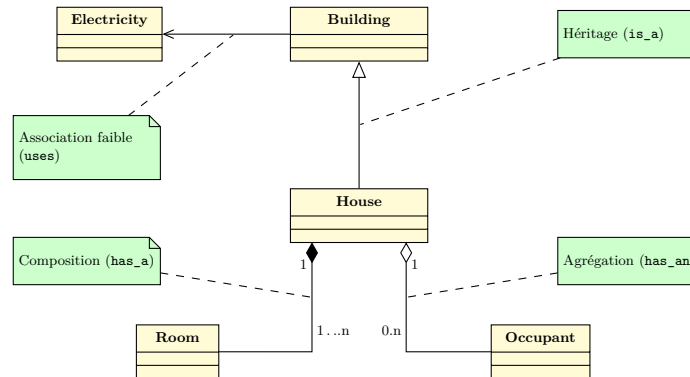 Electricity
Building
Héritage (is_a)
Association faible
(uses)
House
Composition (has_a)
1
1
Agrégation (has_an
1...n
0.n
Room
Occupant